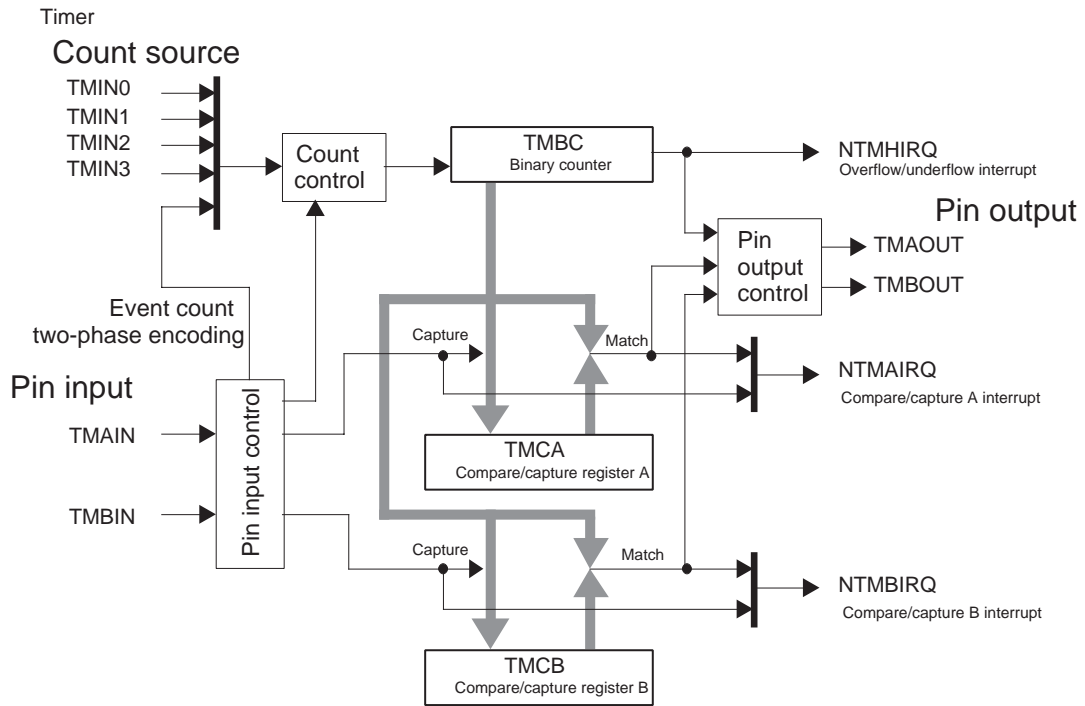 Timer
Count source
TMIN0
TMIN1
TMIN2
TMIN3
Count
control
TMBC
Binary counter
NTMHIRQ
Overflow/underflow interrupt
Pin output
Pin
output
control
TMAOUT
TMBOUT
Event count
two-phase encoding
Capture
Match
NTMAIRQ
Compare/capture A interrupt
Pin input
TMAIN
TMBIN
Pin input control
TMCA
Compare/capture register A
Capture
Match
NTMBIRQ
Compare/capture B interrupt
TMCB
Compare/capture register B